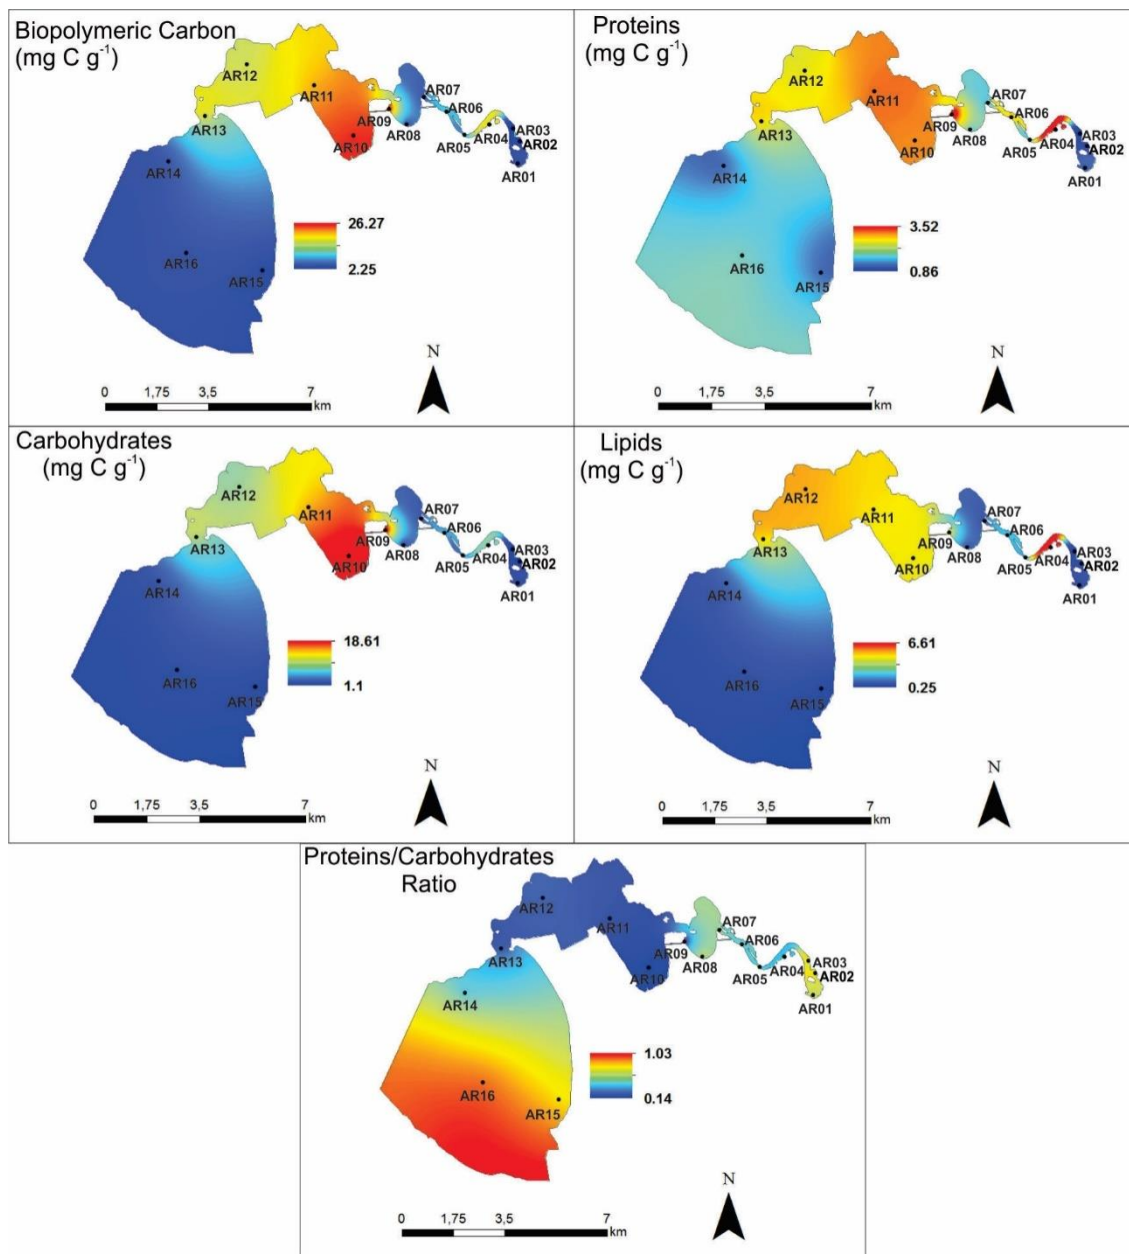 Biopolymeric Carbon
(mg C g⁻¹)
AR12
AR11
AR07
AR06
AR09
AR13
AR10
AR08
AR05
AR04
AR03
AR02
AR01
AR14
26.27
2.25
AR16
AR15
N
0 1,75 3,5 7
km
Proteins
(mg C g⁻¹)
AR12
AR11
AR07
AR06
AR09
AR13
AR10
AR08
AR05
AR04
AR03
AR02
AR01
AR14
3.52
0.86
AR16
AR15
N
0 1,75 3,5 7
km
Carbohydrates
(mg C g⁻¹)
AR12
AR11
AR07
AR06
AR09
AR13
AR10
AR08
AR05
AR04
AR03
AR02
AR01
AR14
18.61
1.1
AR16
AR15
N
0 1,75 3,5 7
km
Lipids
(mg C g⁻¹)
AR12
AR11
AR07
AR06
AR09
AR13
AR10
AR08
AR05
AR04
AR03
AR02
AR01
AR14
6.61
0.25
AR16
AR15
N
0 1,75 3,5 7
km
Proteins/Carbohydrates
Ratio
AR12
AR11
AR07
AR06
AR09
AR13
AR10
AR08
AR05
AR04
AR03
AR02
AR01
AR14
1.03
0.14
AR16
AR15
N
0 1,75 3,5 7
km